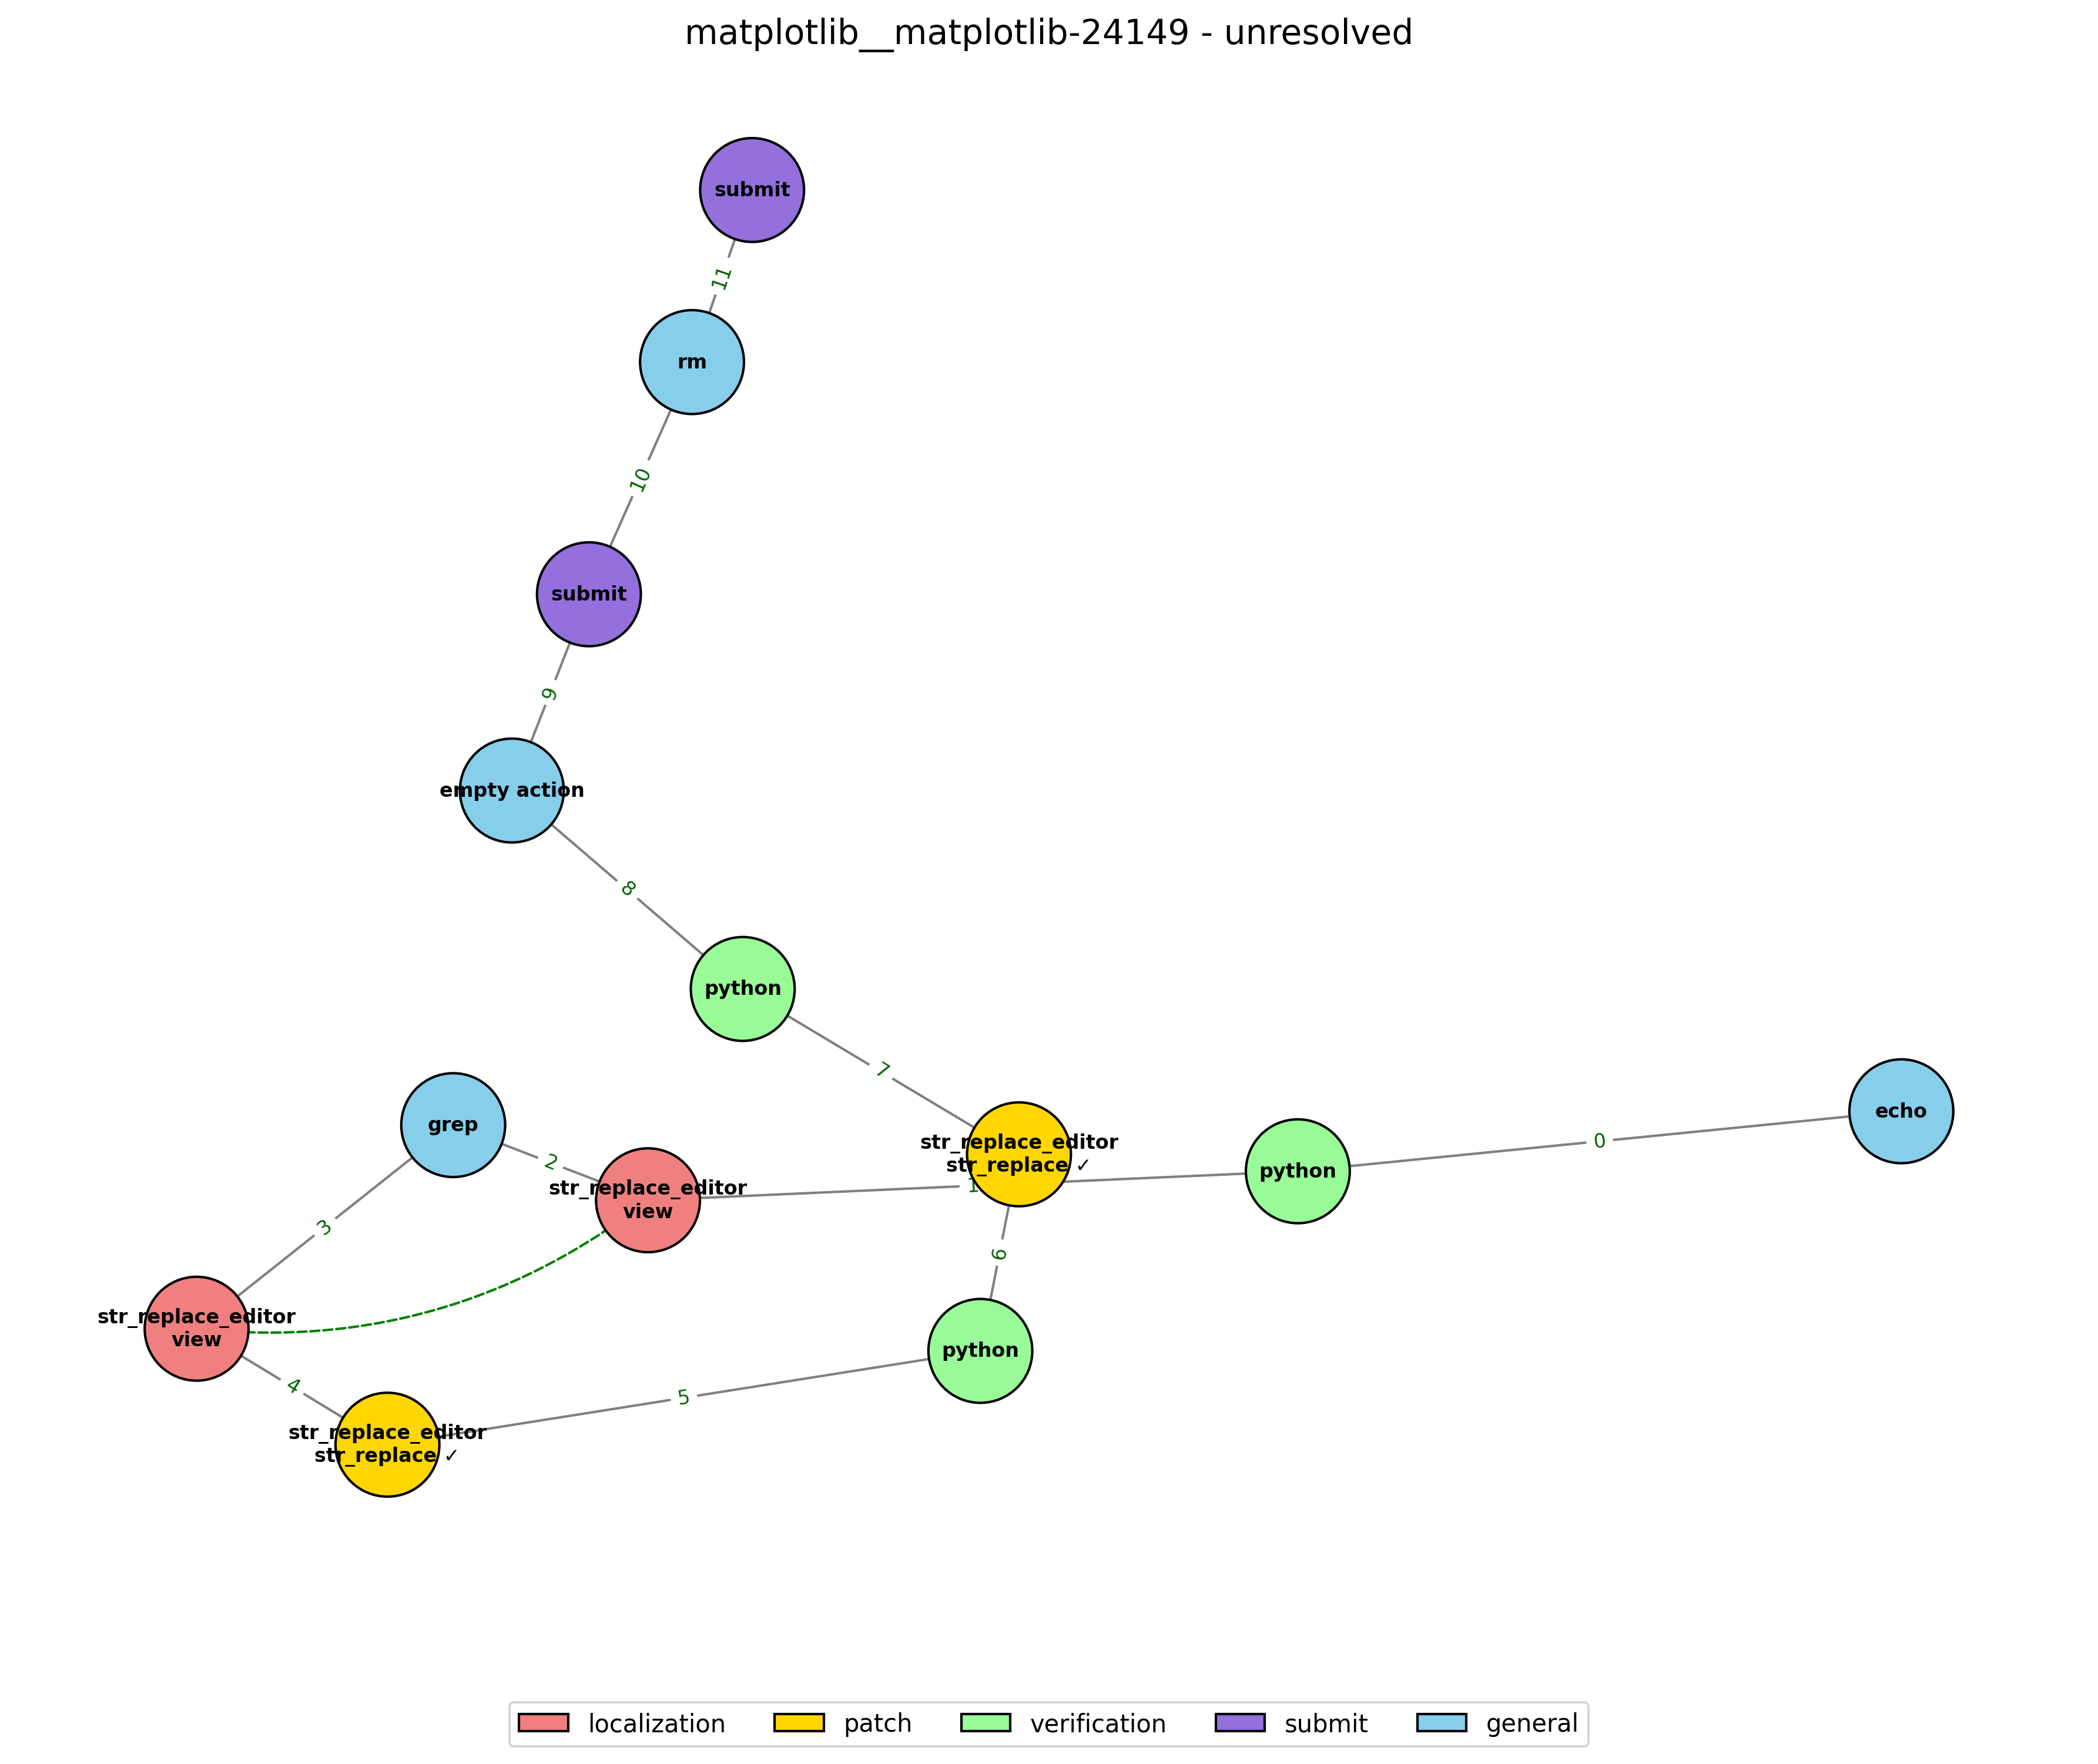 matplotlib__matplotlib-24149 - unresolved
submit
11
rm
10
submit
9
empty action
8
python
7
grep
2
str_replace_editor
view
1
str_replace_editor
str_replace ✓
python
0
echo
3
6
str_replace_editor
view
4
python
5
str_replace_editor
str_replace ✓
localization
patch
verification
submit
general